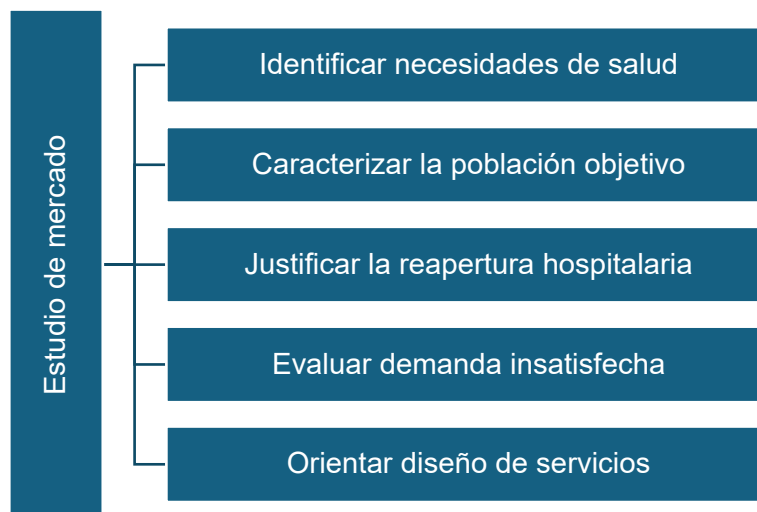 Estudio de mercado
Identificar necesidades de salud
Caracterizar la población objetivo
Justificar la reapertura hospitalaria
Evaluar demanda insatisfecha
Orientar diseño de servicios